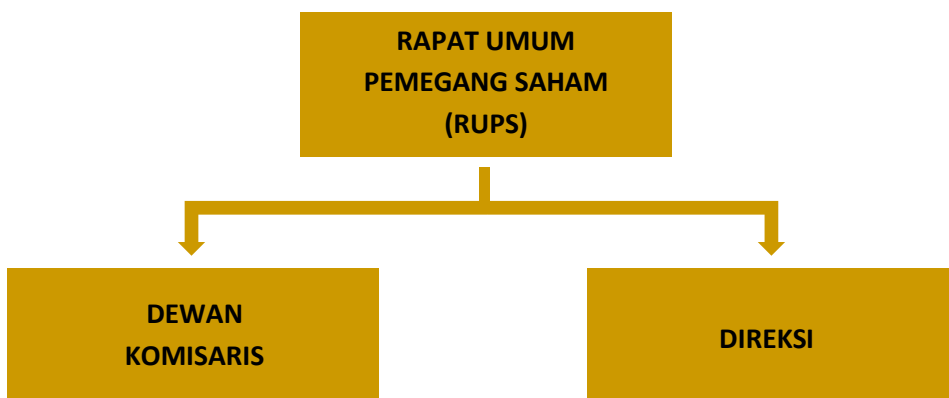 RAPAT UMUM
PEMEGANG SAHAM
(RUPS)
DEWAN
KOMISARIS
DIREKSI